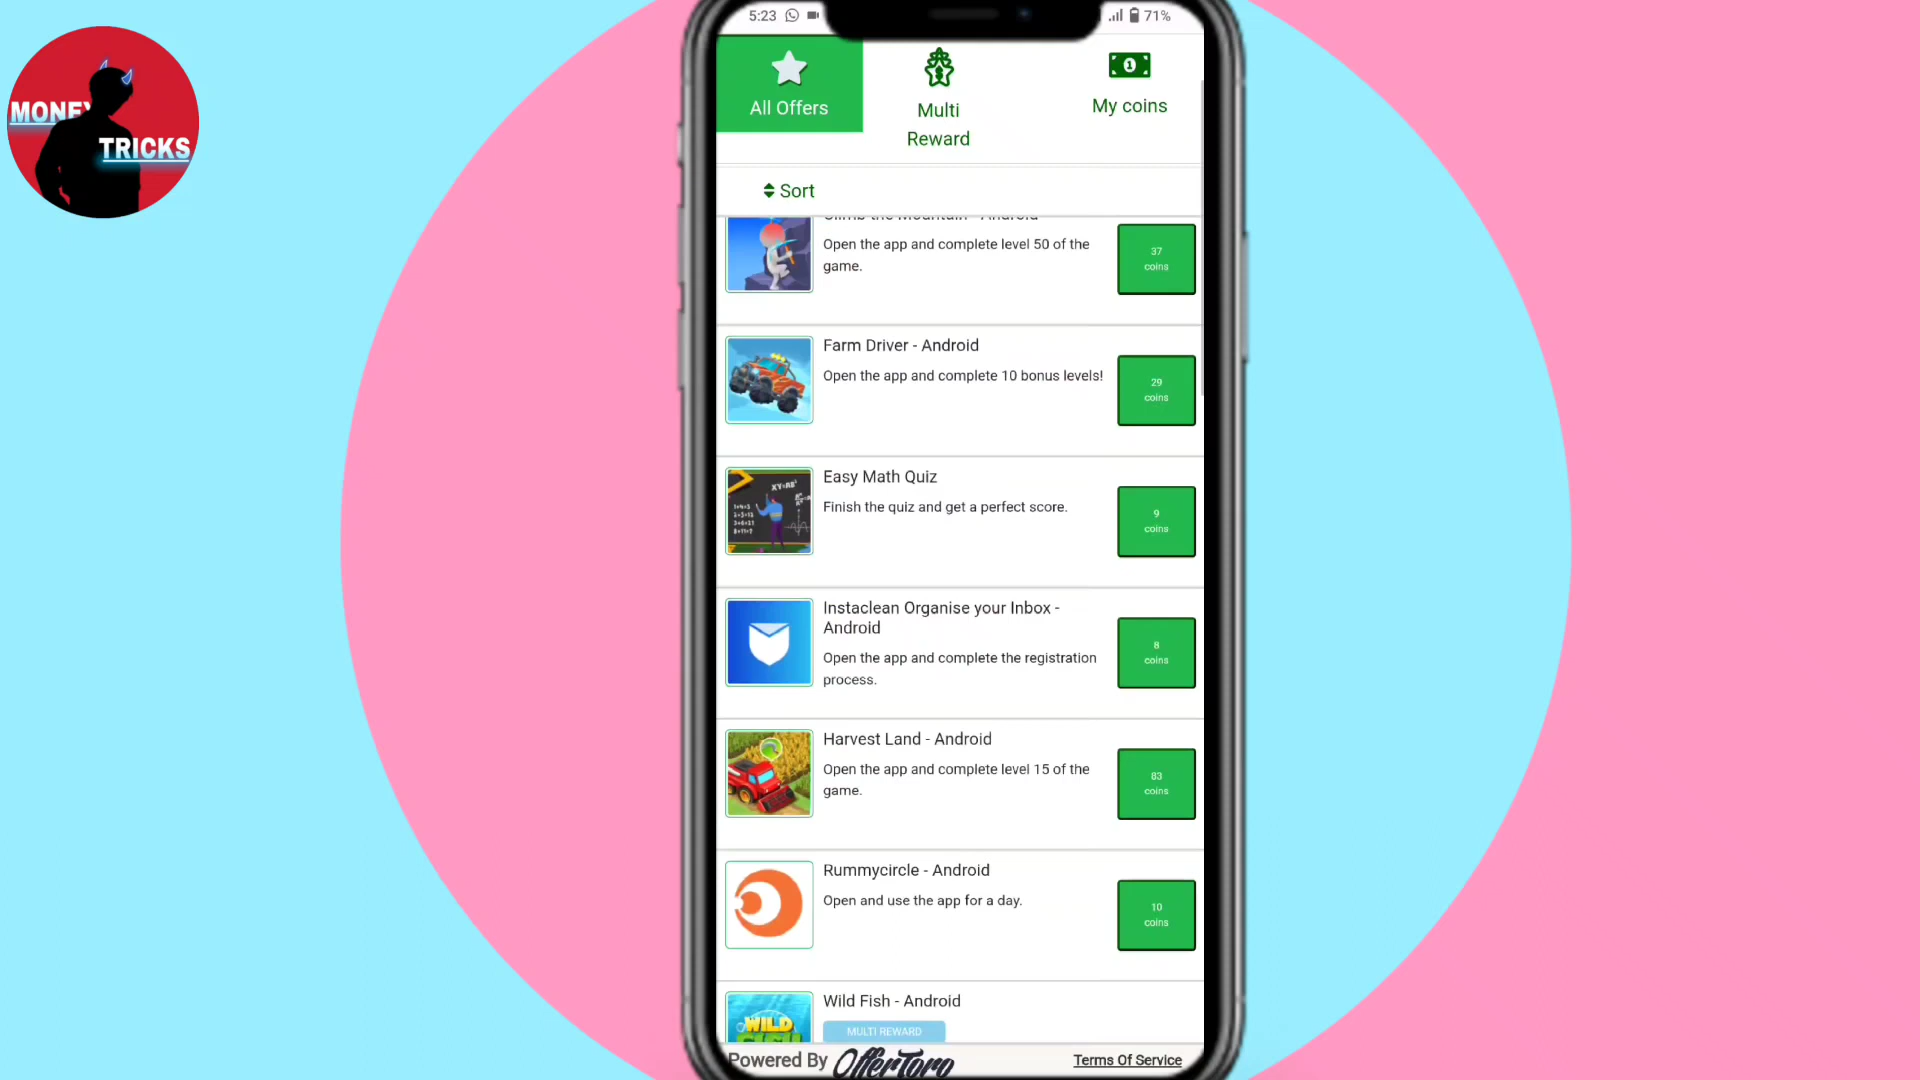 MONEY
TRICKS
5:23
71%
All Offers
Multi
Reward
My coins
Sort
Climb the Mountain - Android
Open the app and complete level 50 of the
game.
37
coins
Farm Driver - Android
Open the app and complete 10 bonus levels!
29
coins
Easy Math Quiz
Finish the quiz and get a perfect score.
9
coins
Instaclean Organise your Inbox -
Android
Open the app and complete the registration
process.
8
coins
Harvest Land - Android
Open the app and complete level 15 of the
game.
83
coins
Rummycircle - Android
Open and use the app for a day.
10
coins
Wild Fish - Android
WILD
MULTI REWARD
Powered By OfferToro
Terms Of Service